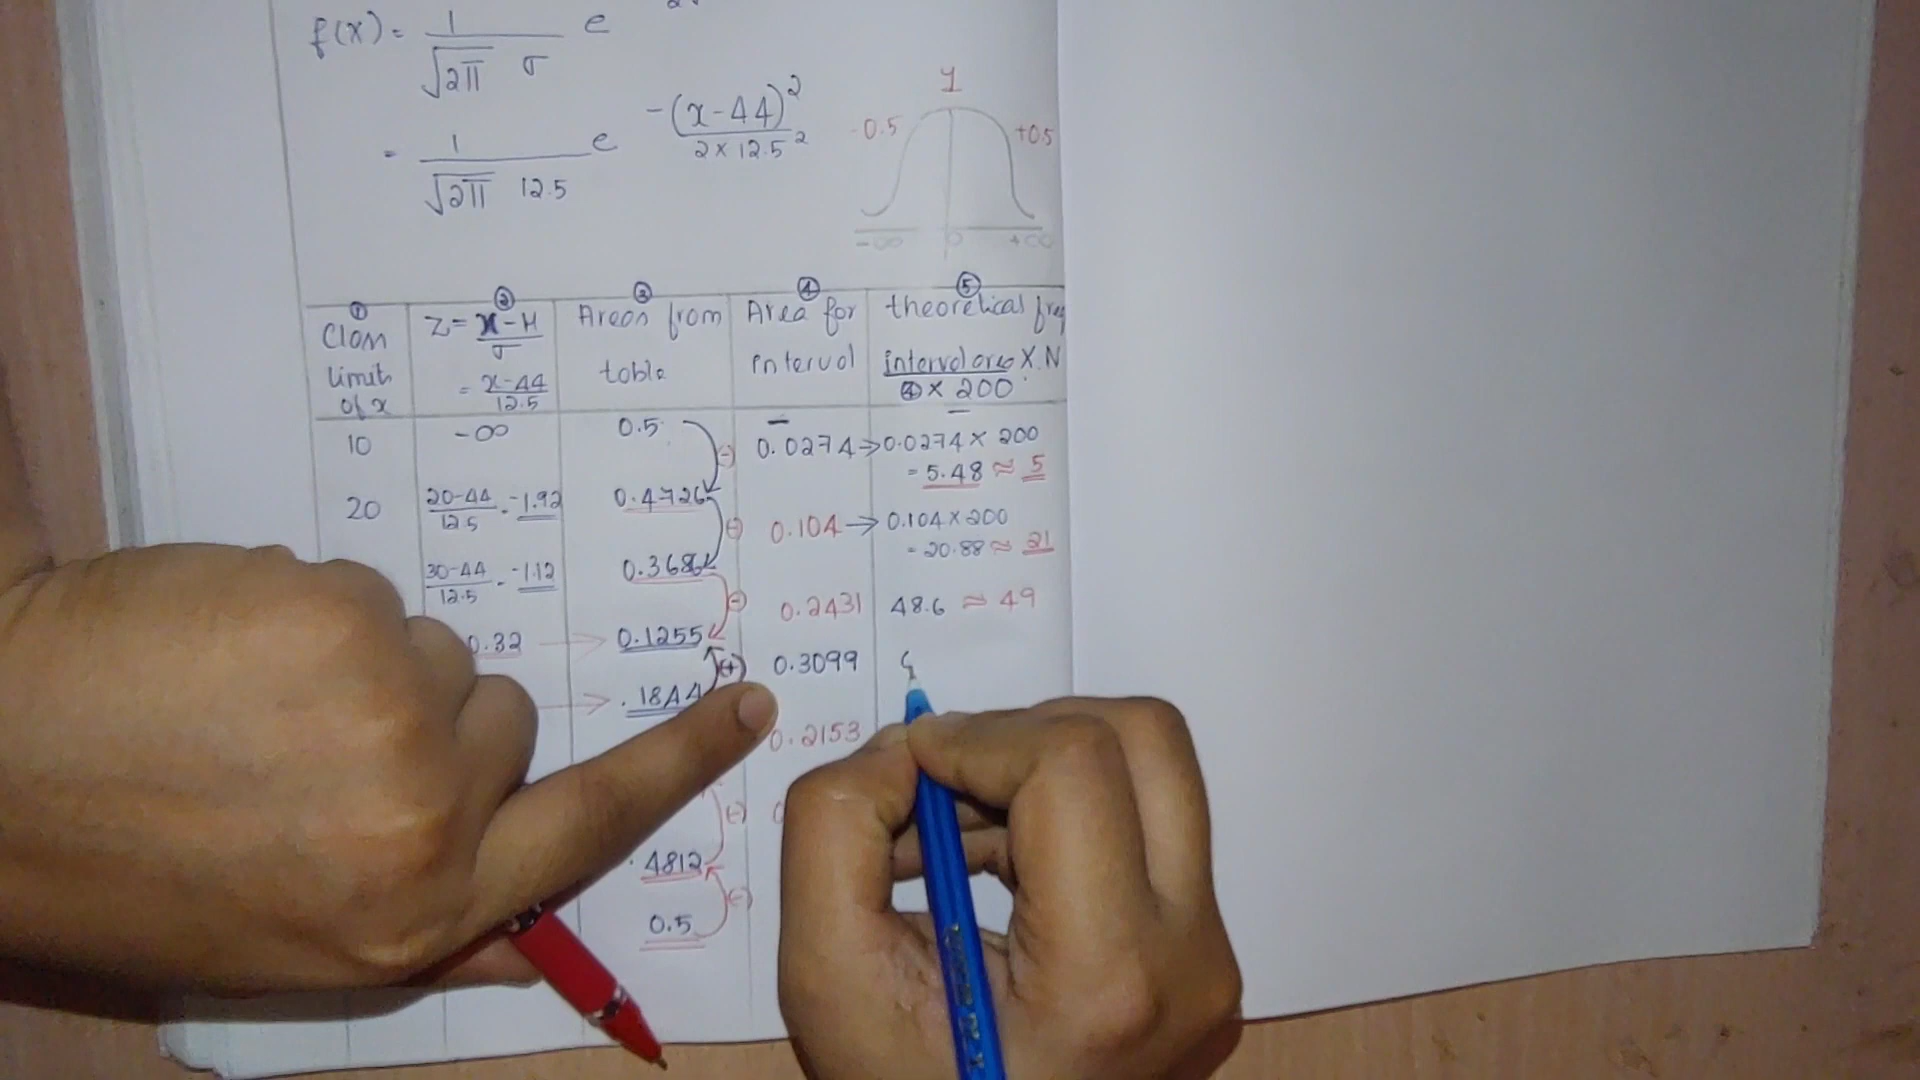 f(x) = 1 / √2π σ e
= 1 / √2π 12.5 e -(x-44)² / 2×12.5²
1
-0.5 +0.5
-∞ 0 +∞
① ② ③ ④ ⑤
Class limits of x
Z = x-μ / σ
= x-44 / 12.5
Areas from table
Area for interval
theoretical freq
interval area X N
④ × 200
10 -∞ 0.5 -
(-) 0.0274 → 0.0274 × 200
= 5.48 ≈ 5
20 20-44 / 12.5 = -1.92 0.4726
(-) 0.104 → 0.104 × 200
= 20.88 ≈ 21
30-44 / 12.5 = -1.12 0.3686
(-) 0.2431 48.6 ≈ 49
0.32 → 0.1255
(+) 0.3099
→ .1844
0.2153
(-)
.4812
(-)
0.5